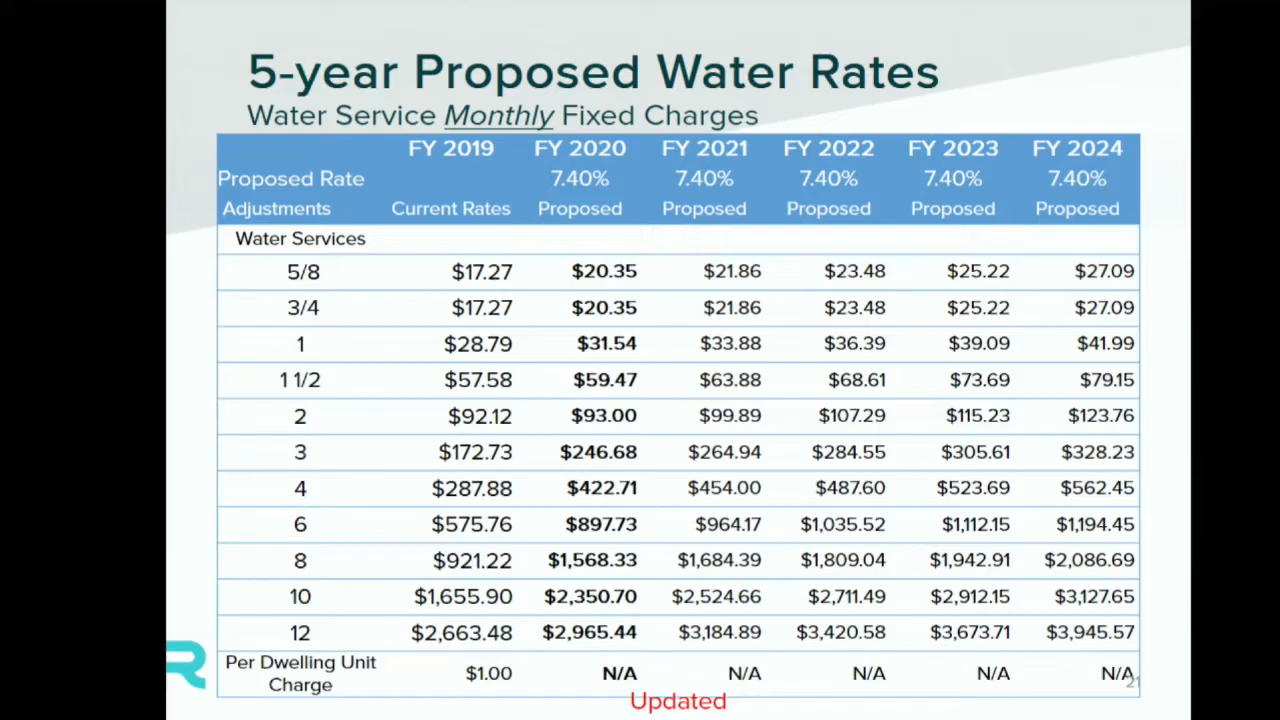 5-year Proposed Water Rates
Water Service Monthly Fixed Charges
FY 2019 FY 2020 FY 2021 FY 2022 FY 2023 FY 2024
Proposed Rate 7.40% 7.40% 7.40% 7.40% 7.40%
Adjustments Current Rates Proposed Proposed Proposed Proposed Proposed
Water Services
5/8 $17.27 $20.35 $21.86 $23.48 $25.22 $27.09
3/4 $17.27 $20.35 $21.86 $23.48 $25.22 $27.09
1 $28.79 $31.54 $33.88 $36.39 $39.09 $41.99
1 1/2 $57.58 $59.47 $63.88 $68.61 $73.69 $79.15
2 $92.12 $93.00 $99.89 $107.29 $115.23 $123.76
3 $172.73 $246.68 $264.94 $284.55 $305.61 $328.23
4 $287.88 $422.71 $454.00 $487.60 $523.69 $562.45
6 $575.76 $897.73 $964.17 $1,035.52 $1,112.15 $1,194.45
8 $921.22 $1,568.33 $1,684.39 $1,809.04 $1,942.91 $2,086.69
10 $1,655.90 $2,350.70 $2,524.66 $2,711.49 $2,912.15 $3,127.65
12 $2,663.48 $2,965.44 $3,184.89 $3,420.58 $3,673.71 $3,945.57
Per Dwelling Unit
Charge $1.00 N/A N/A N/A N/A N/A
21
Updated